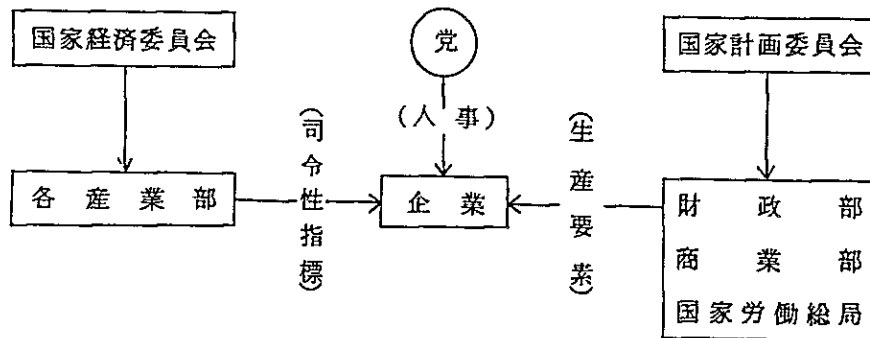 国家経済委員会
党
国家計画委員会
(人事)
(司令性指標)
(生産要素)
各産業部
企業
財政部
商業部
国家労働総局